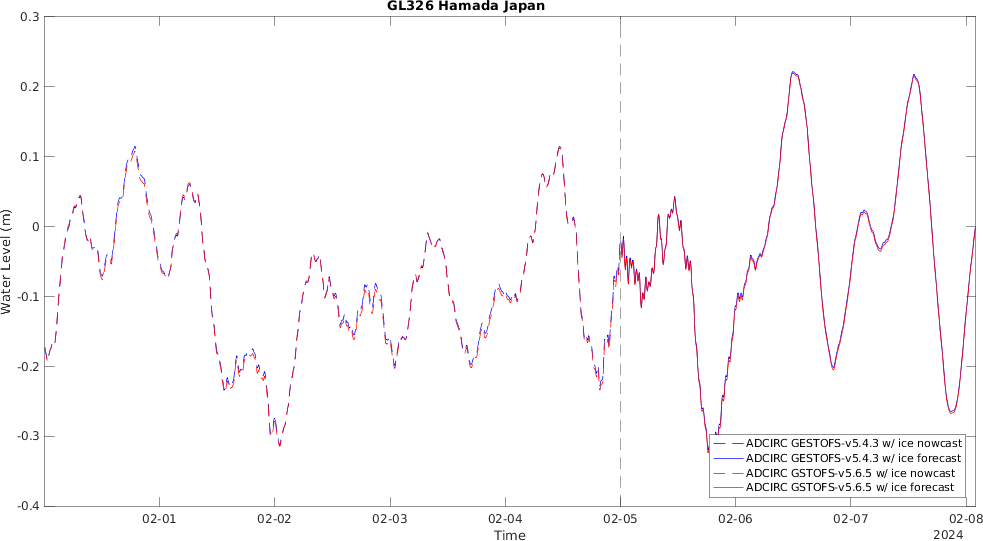 GL326 Hamada Japan
0.3
0.2
0.1
0
-0.1
-0.2
-0.3
-0.4
Water Level (m)
02-01
02-02
02-03
02-04
02-05
02-06
02-07
02-08
Time
2024
ADCIRC GESTOFS-v5.4.3 w/ ice nowcast
ADCIRC GESTOFS-v5.4.3 w/ ice forecast
ADCIRC GSTOFS-v5.6.5 w/ ice nowcast
ADCIRC GSTOFS-v5.6.5 w/ ice forecast